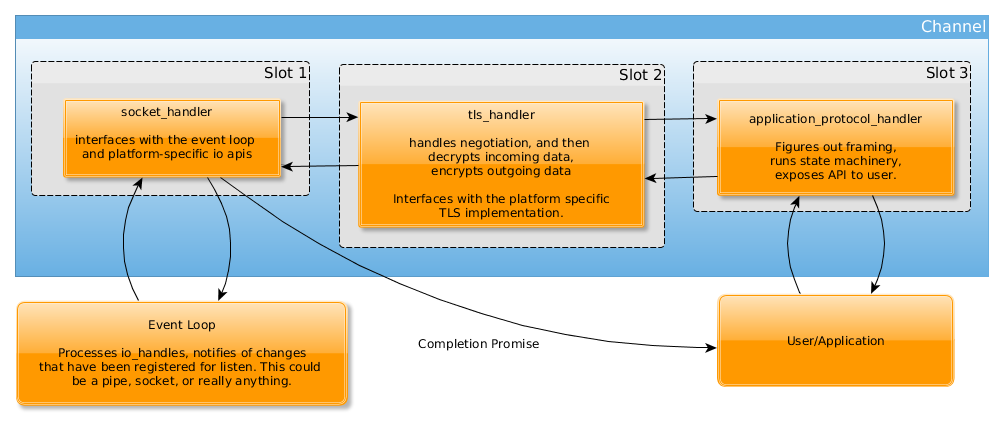 Channel
Slot 1
socket_handler
interfaces with the event loop
and platform-specific io apis
Slot 2
tls_handler
handles negotiation, and then
decrypts incoming data,
encrypts outgoing data
Interfaces with the platform specific
TLS implementation.
Slot 3
application_protocol_handler
Figures out framing,
runs state machinery,
exposes API to user.
Event Loop
Processes io_handles, notifies of changes
that have been registered for listen. This could
be a pipe, socket, or really anything.
Completion Promise
User/Application